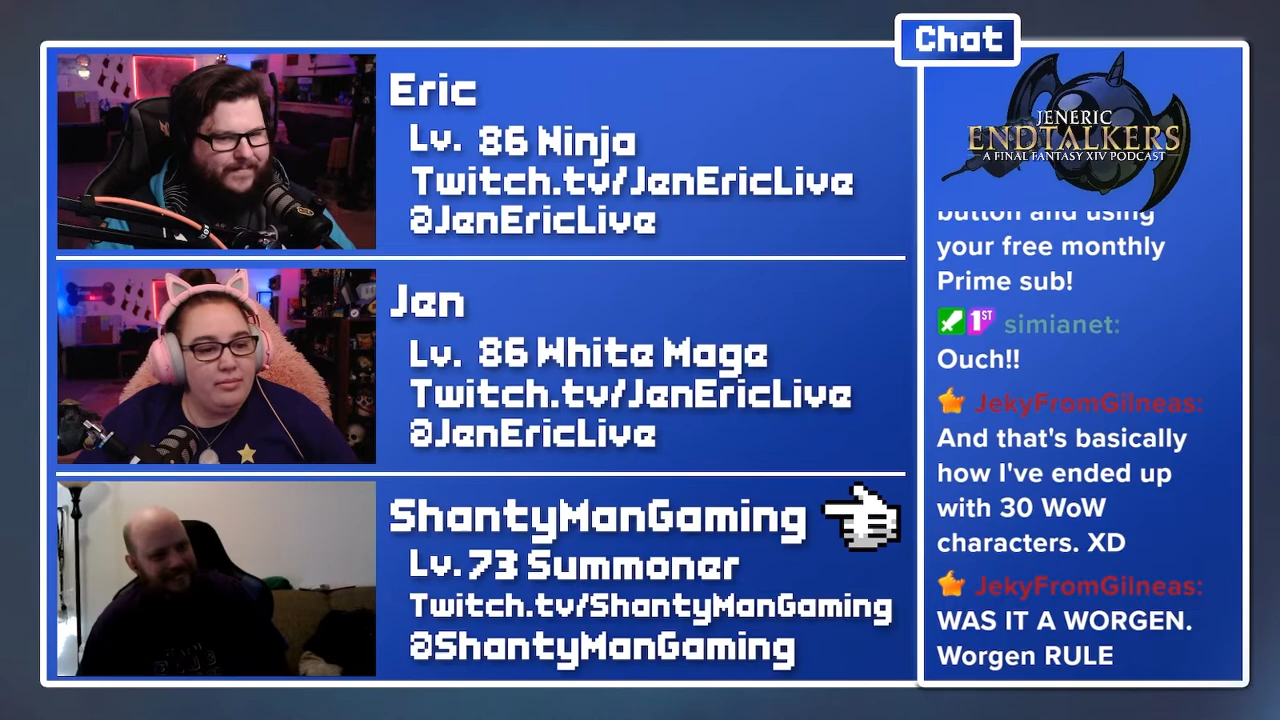 Chat
Eric
Lv. 86 Ninja
Twitch.tv/JenEricLive
@JenEricLive
Jen
Lv. 86 White Mage
Twitch.tv/JenEricLive
@JenEricLive
ShantyManGaming
Lv. 73 Summoner
Twitch.tv/ShantyManGaming
@ShantyManGaming
JENERIC
ENDTALKERS
A FINAL FANTASY XIV PODCAST
button and using
your free monthly
Prime sub!
1ST simianet:
Ouch!!
JekyFromGilneas:
And that's basically
how I've ended up
with 30 WoW
characters. XD
JekyFromGilneas:
WAS IT A WORGEN.
Worgen RULE